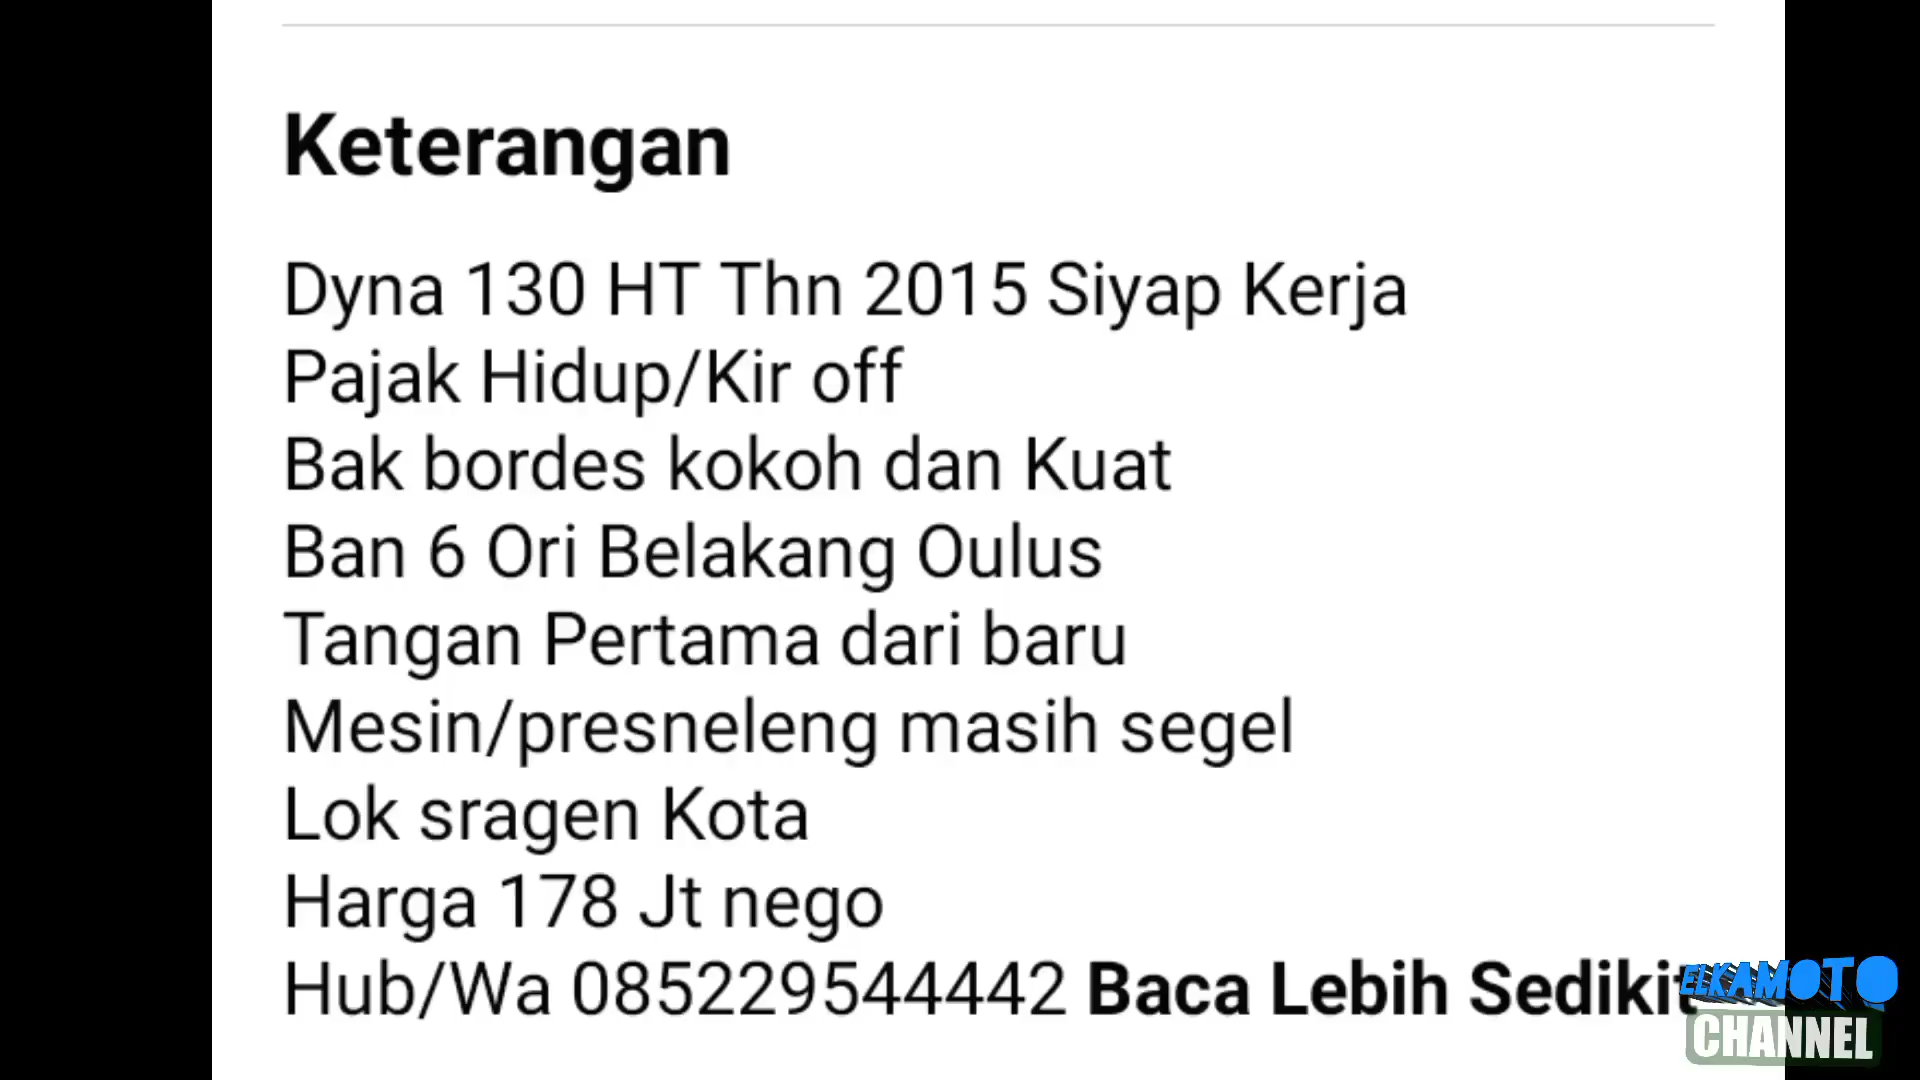 Keterangan
Dyna 130 HT Thn 2015 Siyap Kerja
Pajak Hidup/Kir off
Bak bordes kokoh dan Kuat
Ban 6 Ori Belakang Oulus
Tangan Pertama dari baru
Mesin/presneleng masih segel
Lok sragen Kota
Harga 178 Jt nego
Hub/Wa 085229544442 Baca Lebih Sedikit
ELKAMOTO
CHANNEL